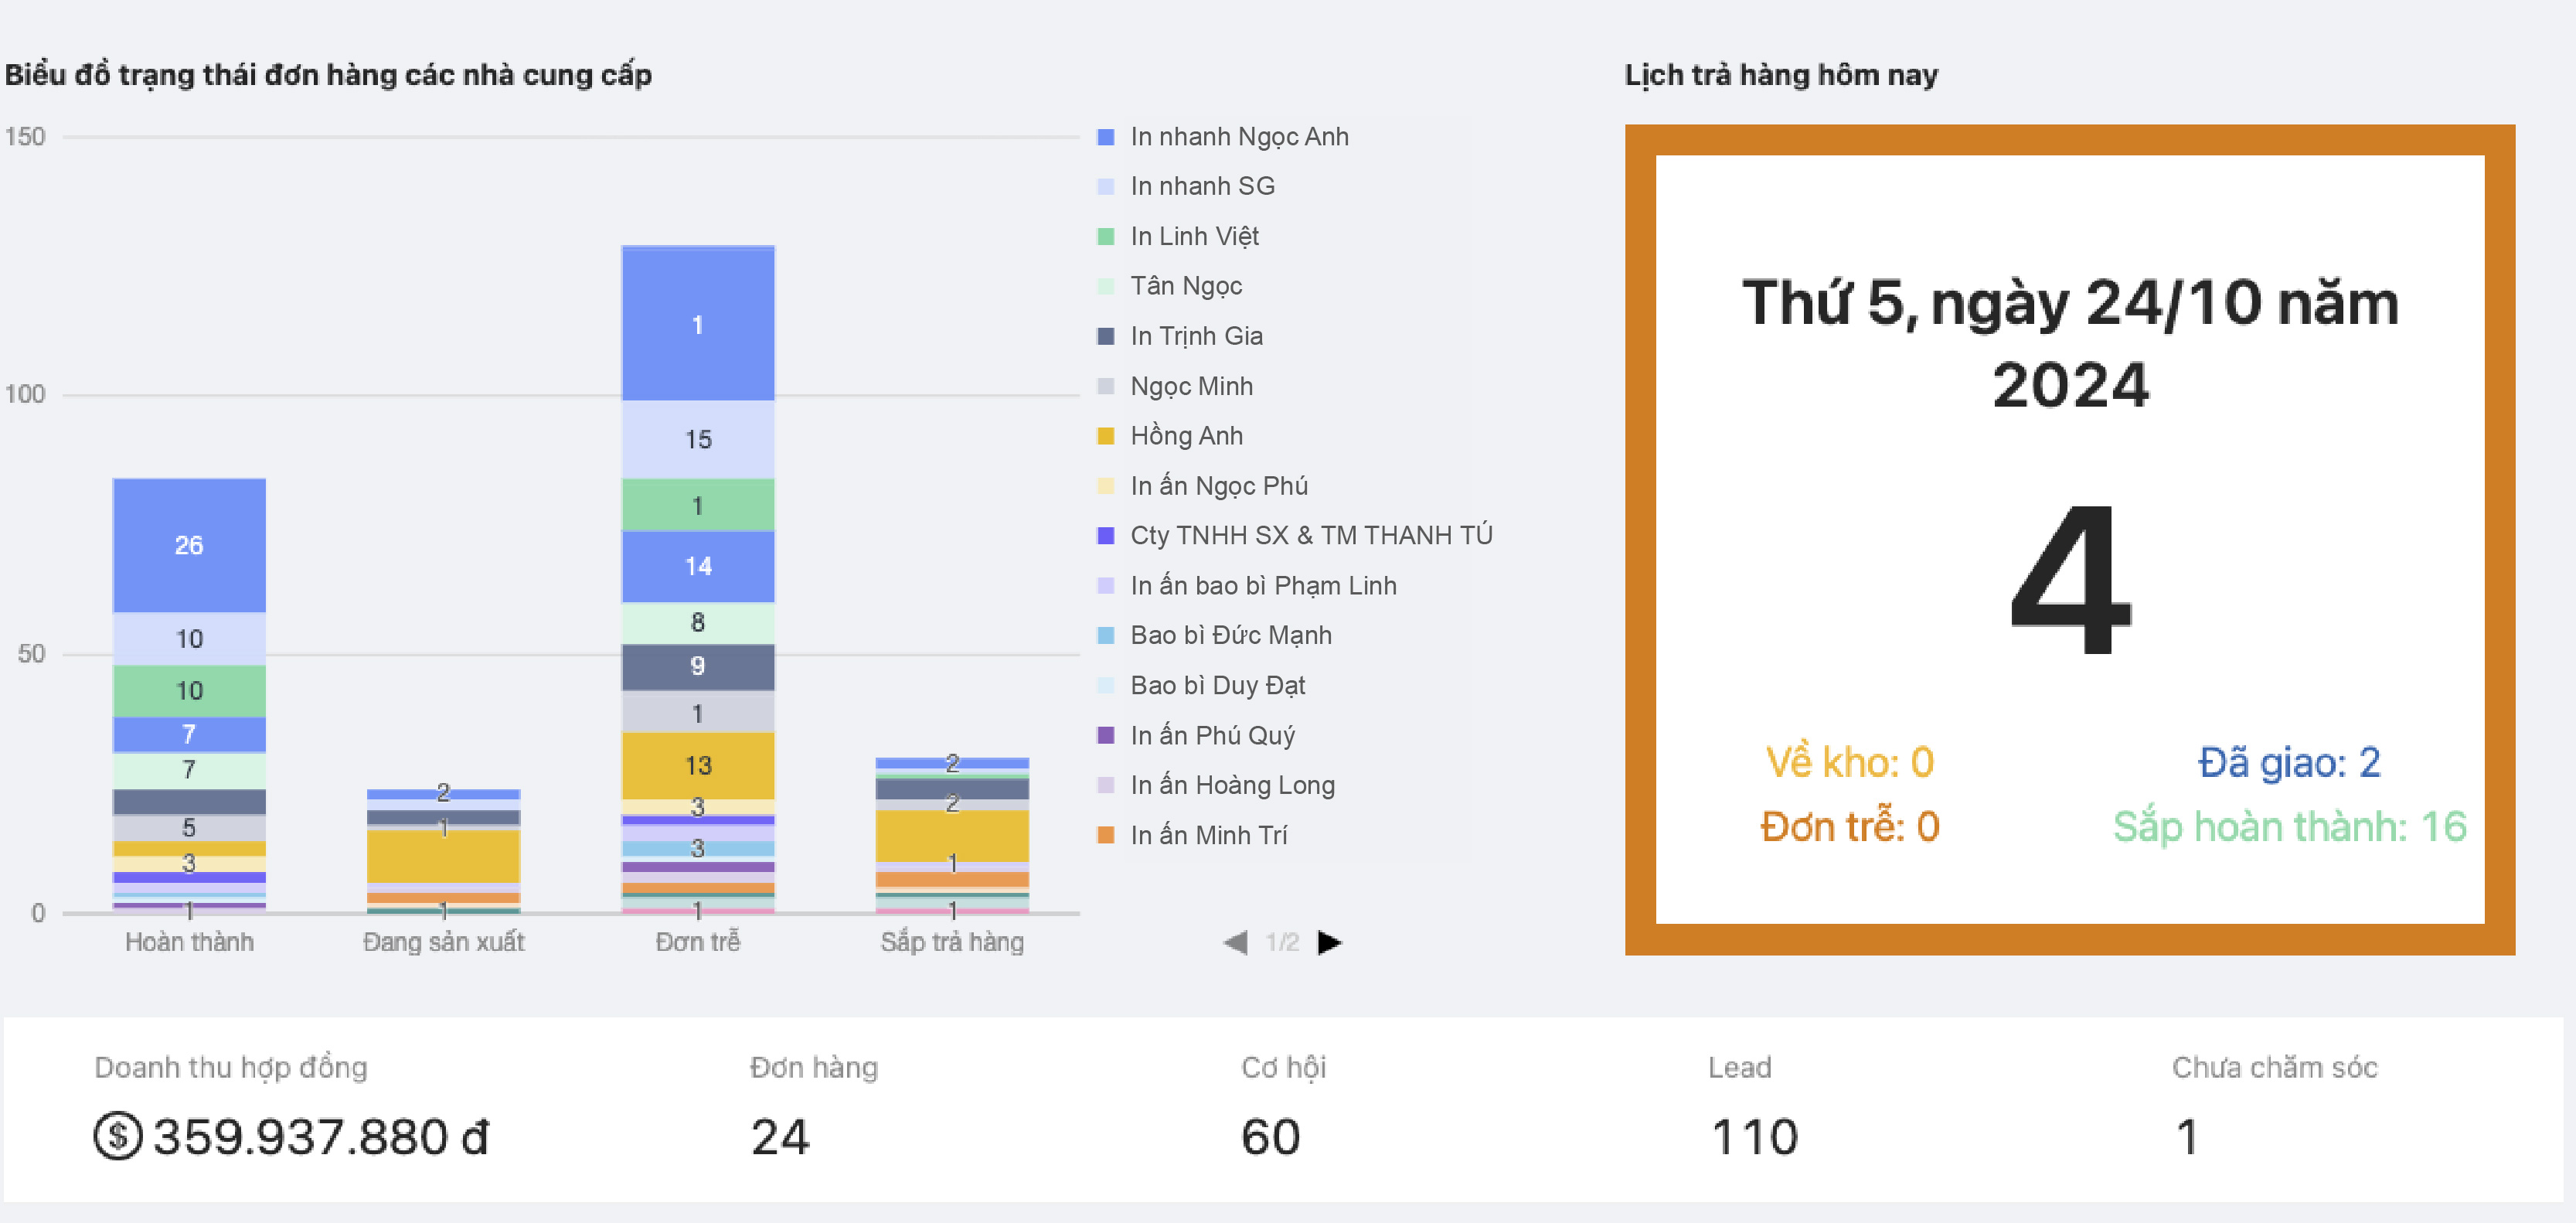 Biểu đồ trạng thái đơn hàng các nhà cung cấp
150
100
50
0
26
10
10
7
7
5
3
1
2
1
1
1
15
1
14
8
9
1
13
3
3
1
2
2
1
1
Hoàn thành
Đang sản xuất
Đơn trễ
Sắp trả hàng
In nhanh Ngọc Anh
In nhanh SG
In Linh Việt
Tân Ngọc
In Trịnh Gia
Ngọc Minh
Hồng Anh
In ấn Ngọc Phú
Cty TNHH SX & TM THANH TÚ
In ấn bao bì Phạm Linh
Bao bì Đức Mạnh
Bao bì Duy Đạt
In ấn Phú Quý
In ấn Hoàng Long
In ấn Minh Trí
1/2
Lịch trả hàng hôm nay
Thứ 5, ngày 24/10 năm
2024
4
Về kho: 0
Đã giao: 2
Đơn trễ: 0
Sắp hoàn thành: 16
Doanh thu hợp đồng
$ 359.937.880 đ
Đơn hàng
24
Cơ hội
60
Lead
110
Chưa chăm sóc
1